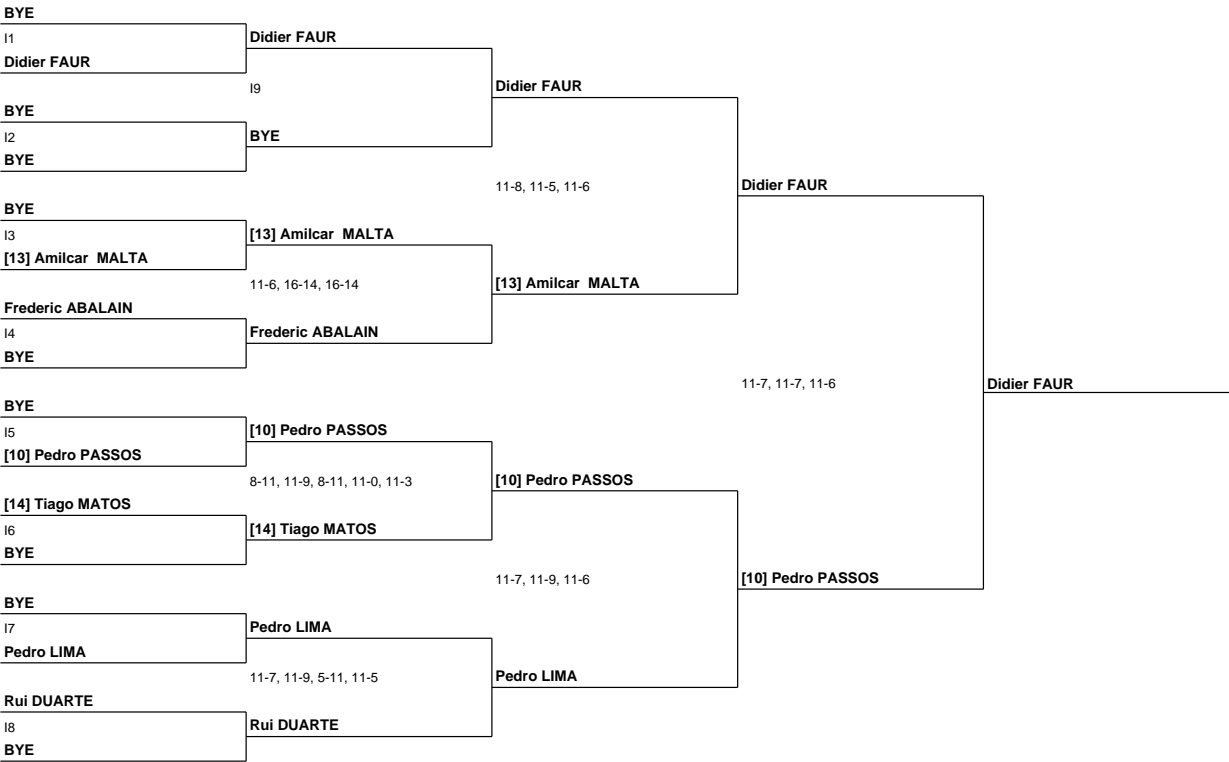 BYE
I1
Didier FAUR
BYE
I2
BYE
BYE
I3
[13] Amilcar  MALTA
Frederic ABALAIN
I4
BYE
BYE
I5
[10] Pedro PASSOS
[14] Tiago MATOS
I6
BYE
BYE
I7
Pedro LIMA
Rui DUARTE
I8
BYE
Didier FAUR
I9
BYE
[13] Amilcar  MALTA
11-6, 16-14, 16-14
Frederic ABALAIN
[10] Pedro PASSOS
8-11, 11-9, 8-11, 11-0, 11-3
[14] Tiago MATOS
Pedro LIMA
11-7, 11-9, 5-11, 11-5
Rui DUARTE
Didier FAUR
11-8, 11-5, 11-6
[13] Amilcar  MALTA
[10] Pedro PASSOS
11-7, 11-9, 11-6
Pedro LIMA
Didier FAUR
11-7, 11-7, 11-6
[10] Pedro PASSOS
Didier FAUR